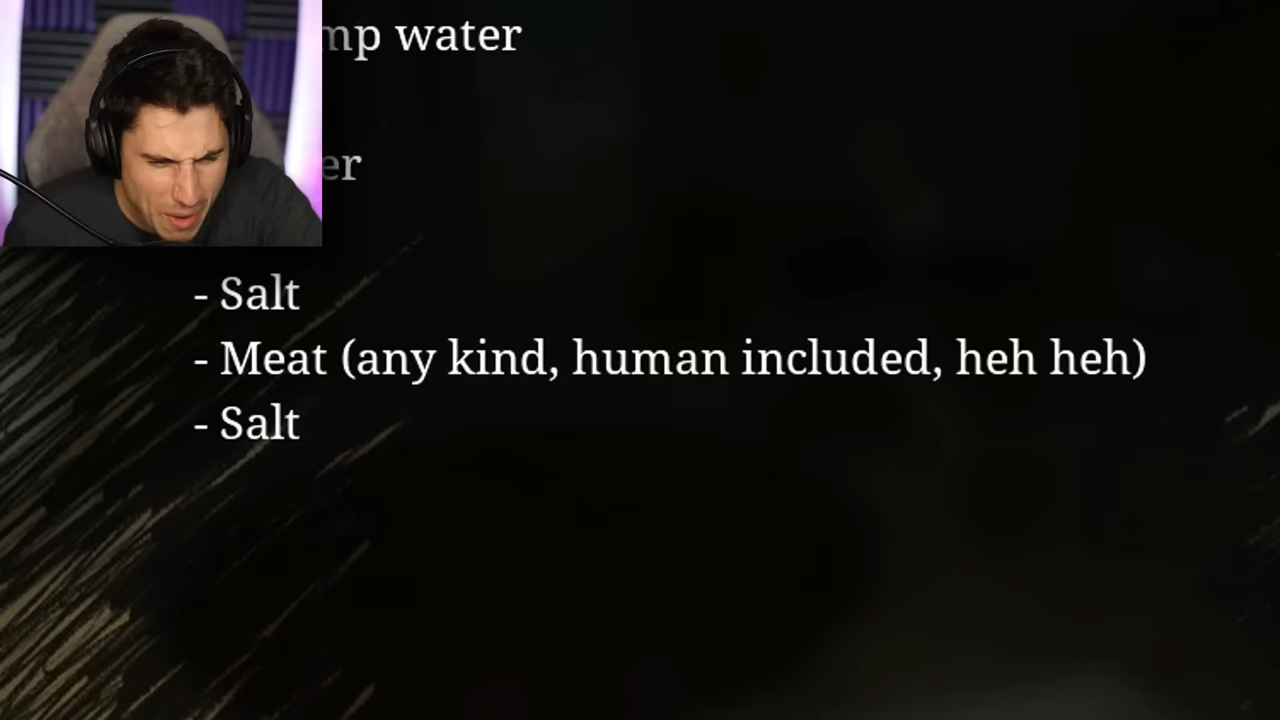 mp water
er
- Salt
- Meat (any kind, human included, heh heh)
- Salt